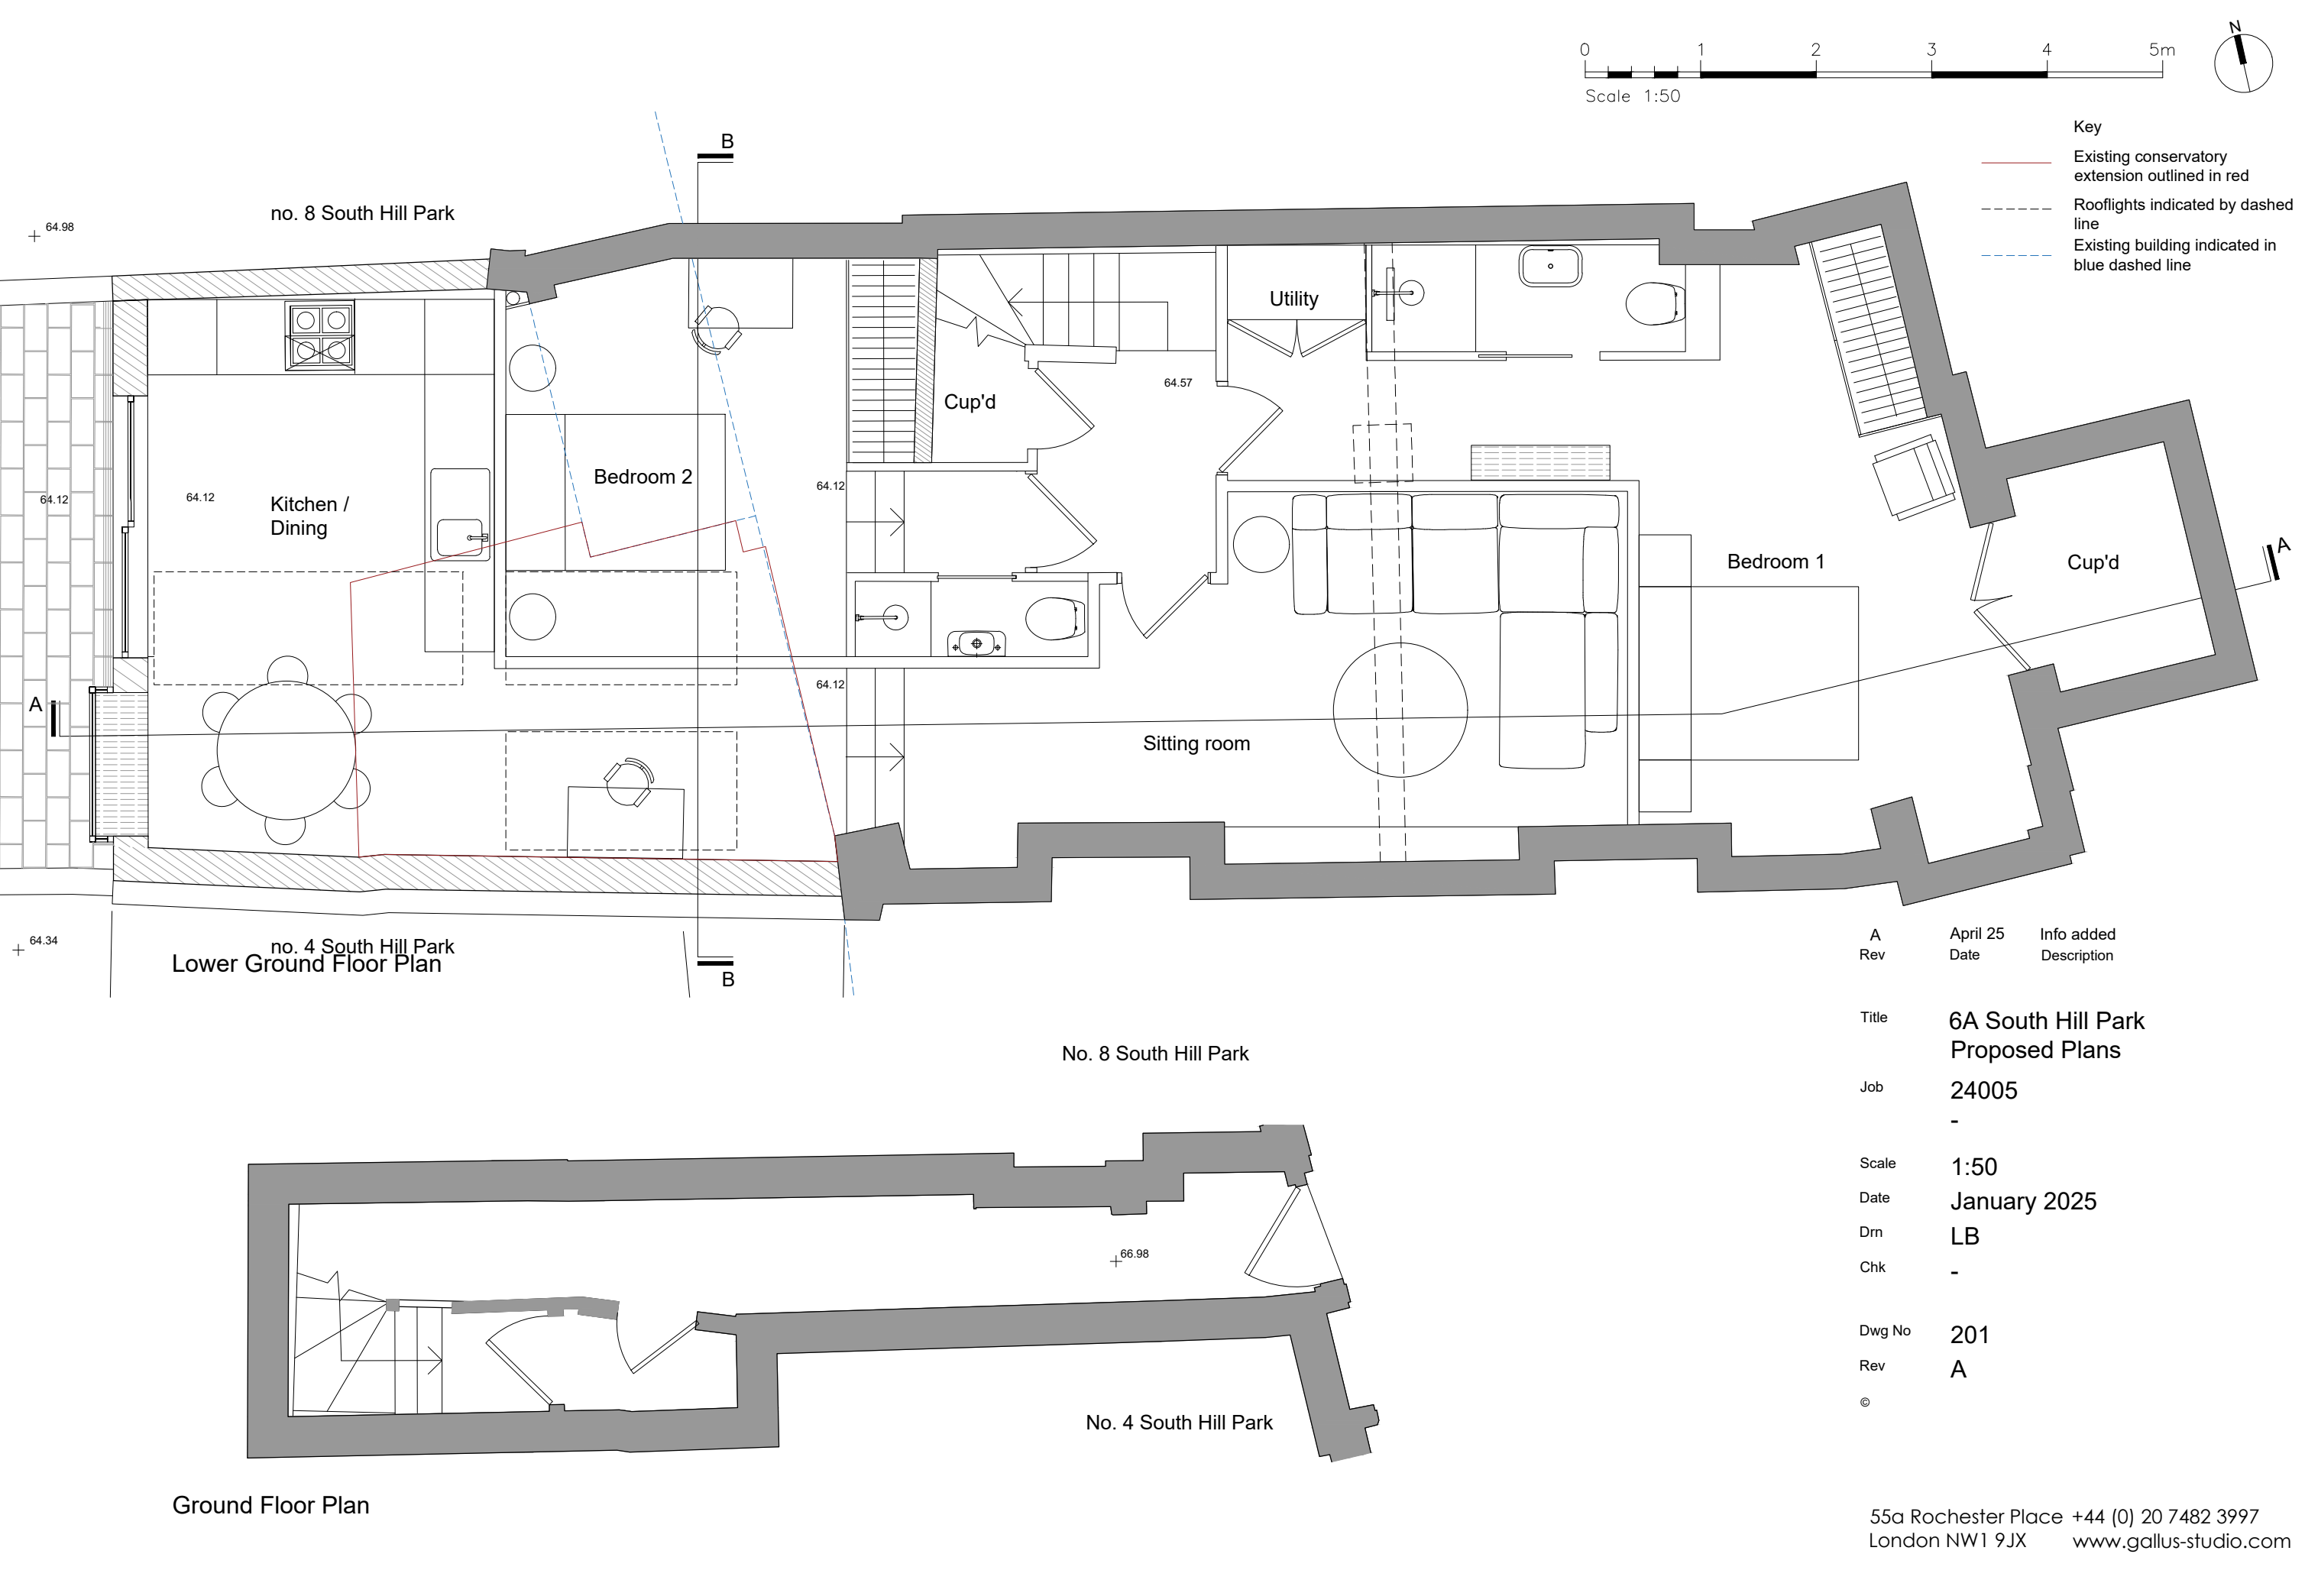 N
0 1 2 3 4 5m
Scale 1:50
Key
Existing conservatory
extension outlined in red
Rooflights indicated by dashed
line
Existing building indicated in
blue dashed line
B
no. 8 South Hill Park
64.98
Utility
64.57
Cup'd
Bedroom 2
64.12
64.12
64.12
Kitchen /
Dining
Bedroom 1
Cup'd
A
64.12
A
Sitting room
64.34
no. 4 South Hill Park
Lower Ground Floor Plan
B
A April 25 Info added
Rev Date Description
Title 6A South Hill Park
Proposed Plans
Job 24005
-
Scale 1:50
Date January 2025
Drn LB
Chk -
Dwg No 201
Rev A
©
No. 8 South Hill Park
66.98
No. 4 South Hill Park
Ground Floor Plan
55a Rochester Place +44 (0) 20 7482 3997
London NW1 9JX www.gallus-studio.com